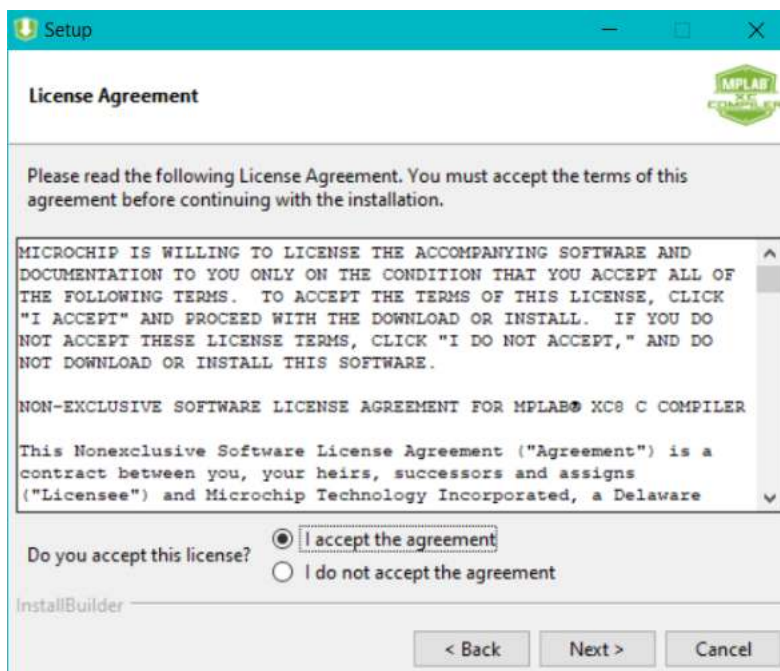 Setup
License Agreement
MPLAB®
XC
COMPILER
Please read the following License Agreement. You must accept the terms of this
agreement before continuing with the installation.
MICROCHIP IS WILLING TO LICENSE THE ACCOMPANYING SOFTWARE AND
DOCUMENTATION TO YOU ONLY ON THE CONDITION THAT YOU ACCEPT ALL OF
THE FOLLOWING TERMS.  TO ACCEPT THE TERMS OF THIS LICENSE, CLICK
"I ACCEPT" AND PROCEED WITH THE DOWNLOAD OR INSTALL.  IF YOU DO
NOT ACCEPT THESE LICENSE TERMS, CLICK "I DO NOT ACCEPT," AND DO
NOT DOWNLOAD OR INSTALL THIS SOFTWARE.
NON-EXCLUSIVE SOFTWARE LICENSE AGREEMENT FOR MPLAB® XC8 C COMPILER
This Nonexclusive Software License Agreement ("Agreement") is a
contract between you, your heirs, successors and assigns
("Licensee") and Microchip Technology Incorporated, a Delaware
Do you accept this license?
I accept the agreement
I do not accept the agreement
InstallBuilder
< Back
Next >
Cancel